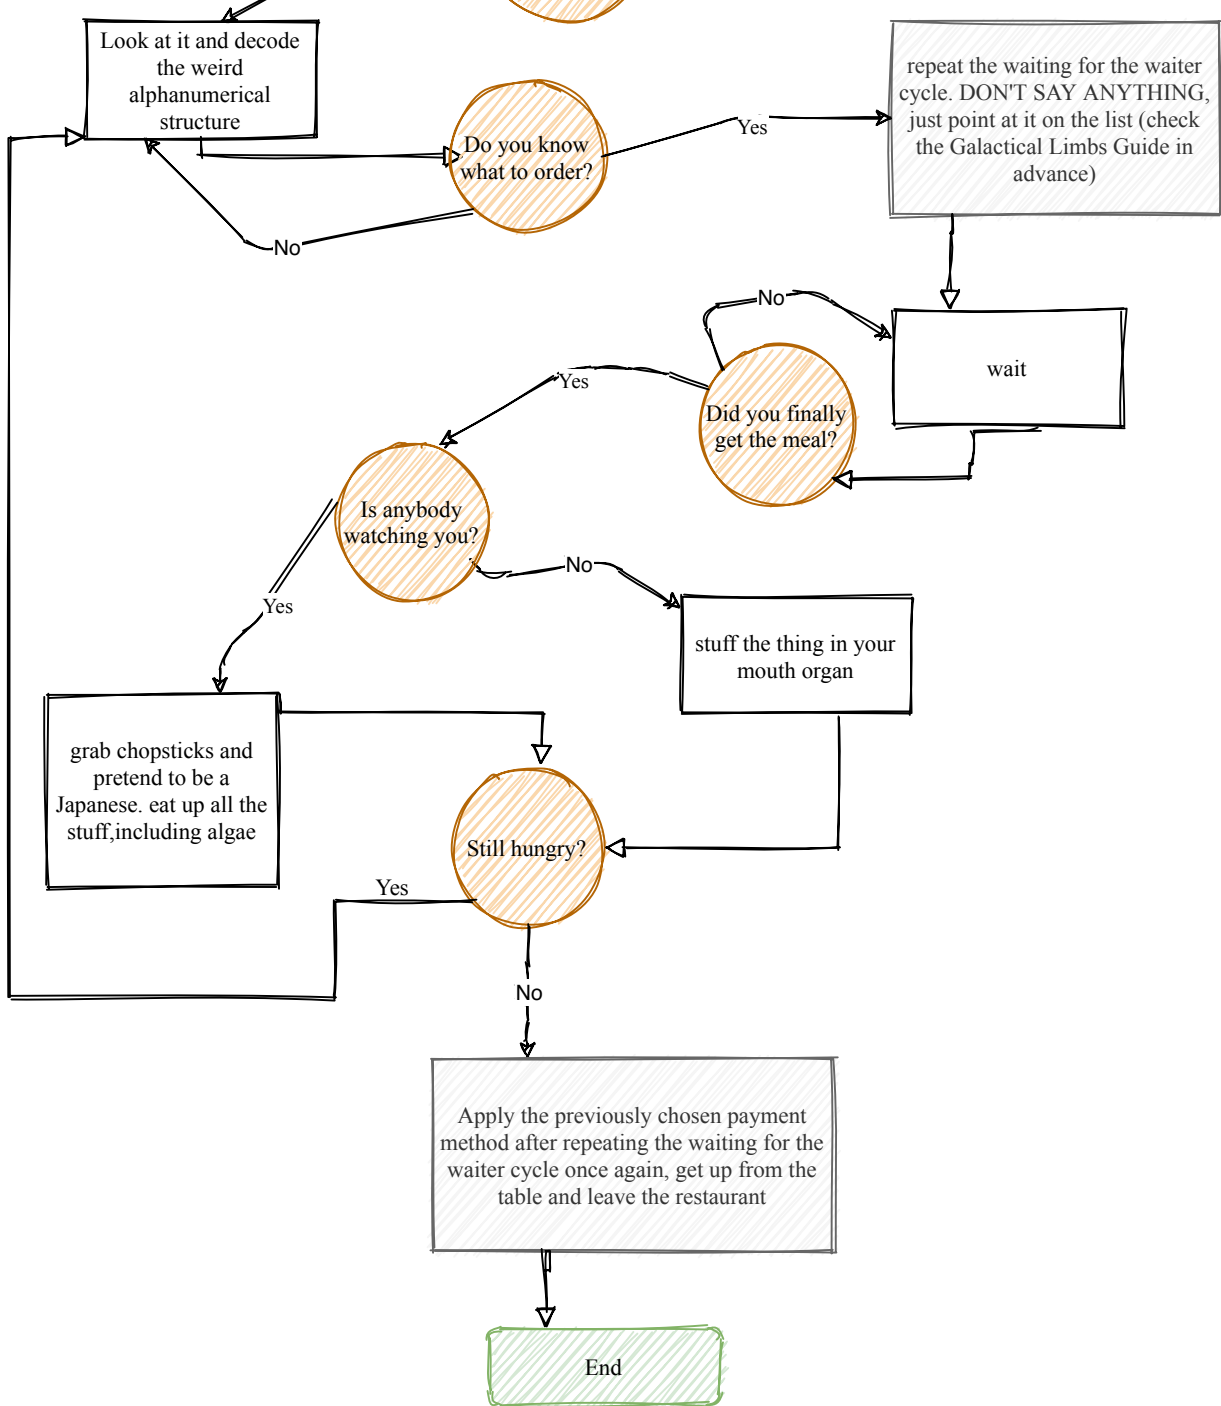 Look at it and decode
the weird
alphanumerical
structure
repeat the waiting for the waiter
cycle. DON'T SAY ANYTHING,
just point at it on the list (check
the Galactical Limbs Guide in
advance)
Do you know
what to order?
Yes
No
No
wait
Yes
Did you finally
get the meal?
Is anybody
watching you?
No
Yes
stuff the thing in your
mouth organ
grab chopsticks and
pretend to be a
Japanese. eat up all the
stuff,including algae
Still hungry?
Yes
No
Apply the previously chosen payment
method after repeating the waiting for the
waiter cycle once again, get up from the
table and leave the restaurant
End